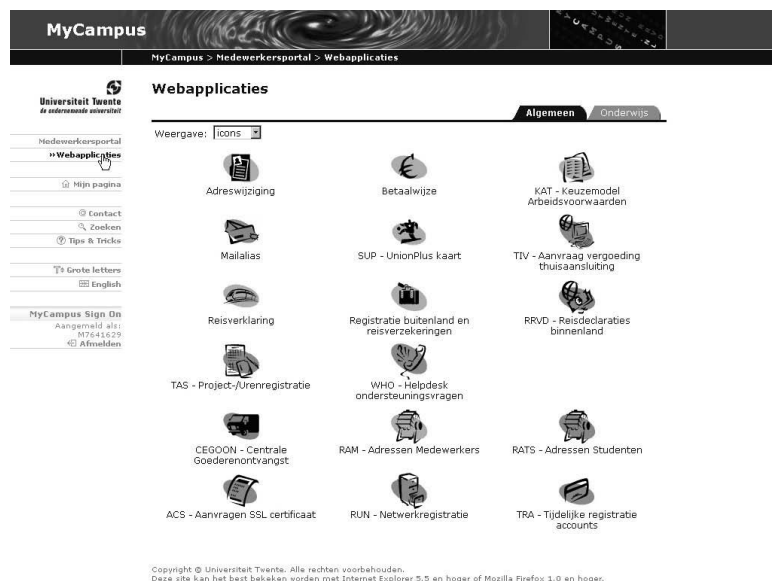 MyCampus
MYCAMPUS
MyCampus > Medewerkersportal > Webapplicaties
Universiteit Twente
de ondernemende universiteit
Medewerkersportal
»Webapplicaties
Mijn pagina
Contact
Zoeken
Tips & Tricks
Grote letters
English
MyCampus Sign On
Aangemeld als:
M7641629
Afmelden
Webapplicaties
Algemeen Onderwijs
Weergave: icons
Adreswijziging
Betaalwijze
KAT - Keuzemodel
Arbeidsvoorwaarden
Mailalias
SUP - UnionPlus kaart
TIV - Aanvraag vergoeding
thuisaansluiting
Reisverklaring
Registratie buitenland en
reisverzekeringen
RRVD - Reisdeclaraties
binnenland
TAS - Project-/Urenregistratie
WHO - Helpdesk
ondersteuningsvragen
CEGOON - Centrale
Goederenontvangst
RAM - Adressen Medewerkers
RATS - Adressen Studenten
ACS - Aanvragen SSL certificaat
RUN - Netwerkregistratie
TRA - Tijdelijke registratie
accounts
Copyright @ Universiteit Twente. Alle rechten voorbehouden.
Deze site kan het best bekeken worden met Internet Explorer 5.5 en hoger of Mozilla Firefox 1.0 en hoger.